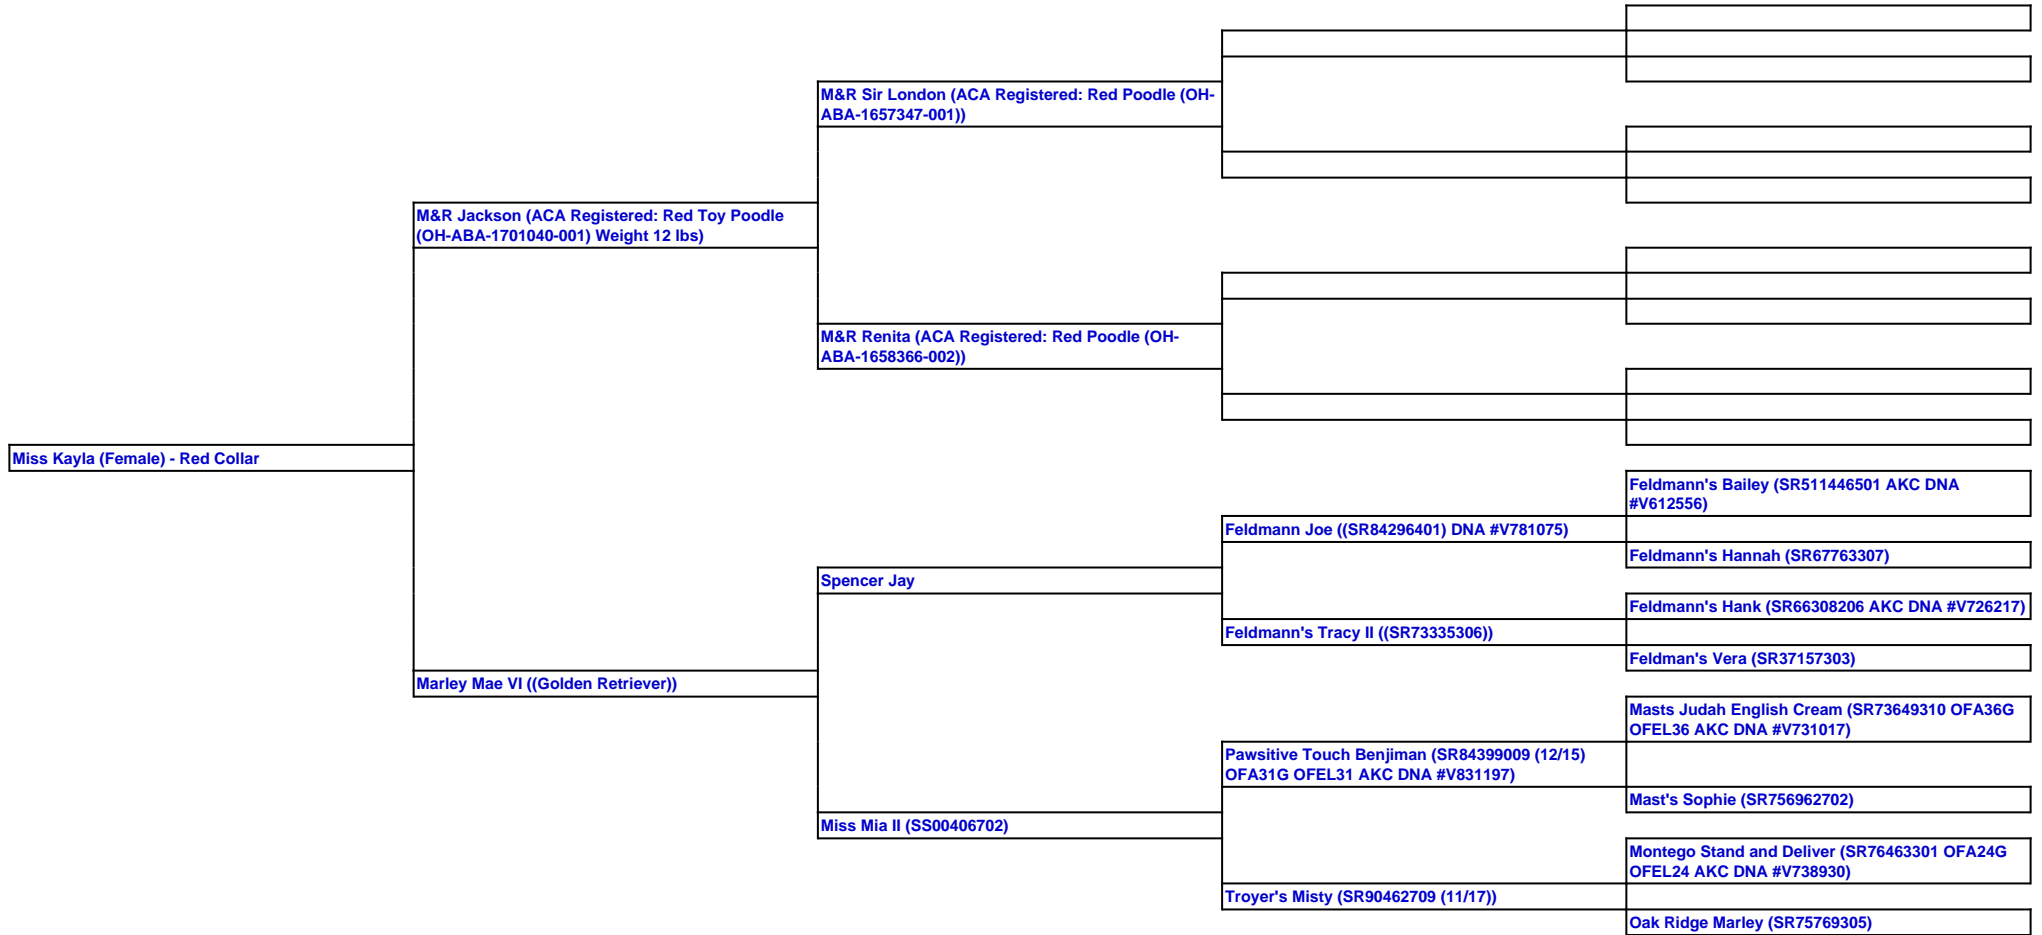 M&R Sir London (ACA Registered: Red Poodle (OH-
ABA-1657347-001))
M&R Jackson (ACA Registered: Red Toy Poodle
(OH-ABA-1701040-001) Weight 12 lbs)
M&R Renita (ACA Registered: Red Poodle (OH-
ABA-1658366-002))
Miss Kayla (Female) - Red Collar
Feldmann's Bailey (SR511446501 AKC DNA
#V612556)
Feldmann Joe ((SR84296401) DNA #V781075)
Feldmann's Hannah (SR67763307)
Spencer Jay
Feldmann's Hank (SR66308206 AKC DNA #V726217)
Feldmann's Tracy II ((SR73335306))
Feldman's Vera (SR37157303)
Marley Mae VI ((Golden Retriever))
Masts Judah English Cream (SR73649310 OFA36G
OFEL36 AKC DNA #V731017)
Pawsitive Touch Benjiman (SR84399009 (12/15)
OFA31G OFEL31 AKC DNA #V831197)
Mast's Sophie (SR756962702)
Miss Mia II (SS00406702)
Montego Stand and Deliver (SR76463301 OFA24G
OFEL24 AKC DNA #V738930)
Troyer's Misty (SR90462709 (11/17))
Oak Ridge Marley (SR75769305)